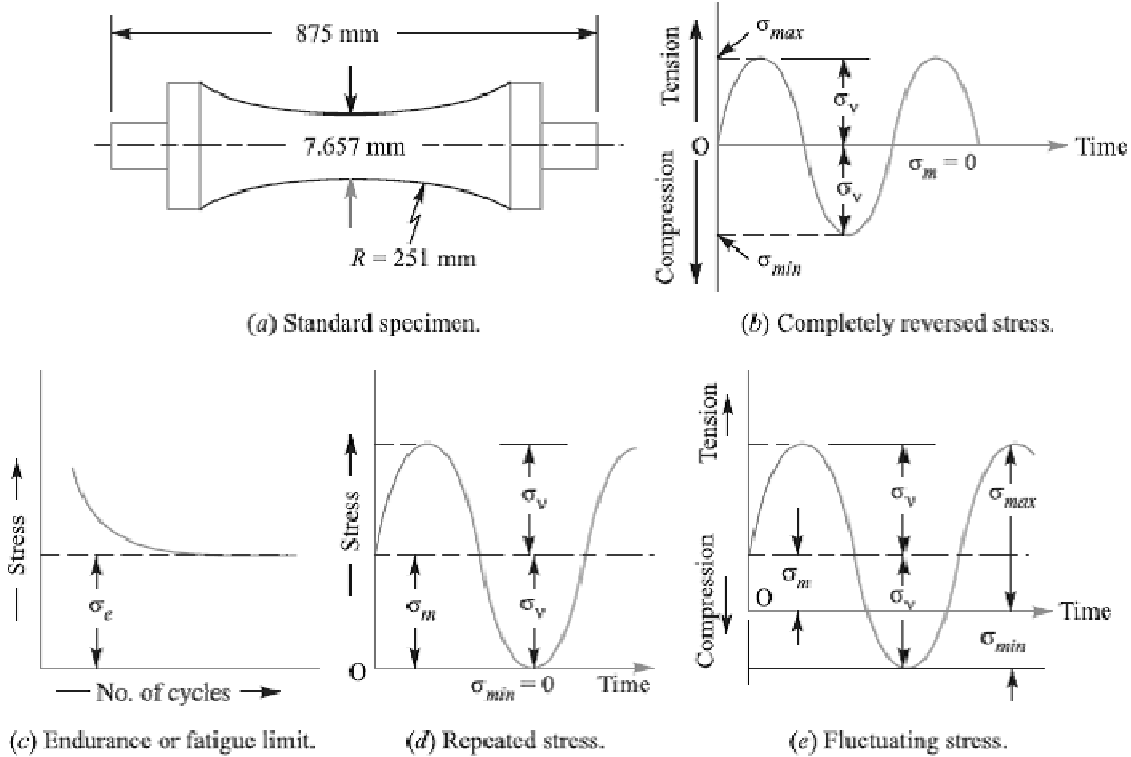 875 mm
7.657 mm
R = 251 mm
(a) Standard specimen.
Tension
Compression
σmax
σv
O
Time
σm = 0
σv
σmin
(b) Completely reversed stress.
Stress
σe
No. of cycles
(c) Endurance or fatigue limit.
Stress
σv
σm
σv
O
σmin = 0
Time
(d) Repeated stress.
Tension
Compression
σv
σmax
σm
σv
O
Time
σmin
(e) Fluctuating stress.